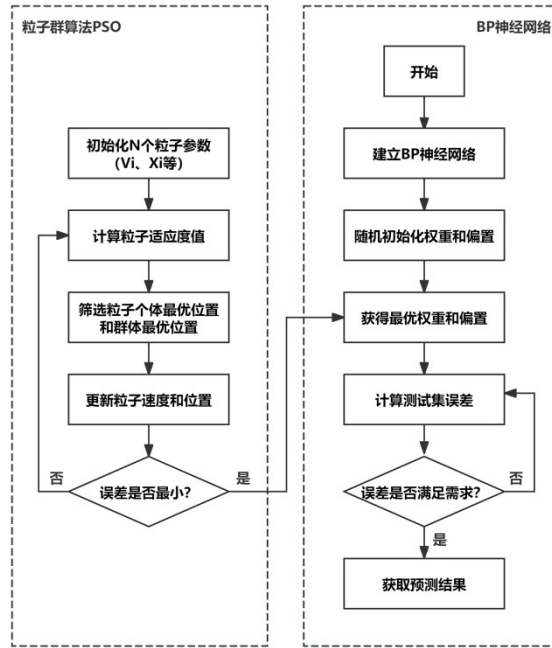 粒子群算法PSO
初始化N个粒子参数
（Vi、Xi等）
计算粒子适应度值
筛选粒子个体最优位置
和群体最优位置
更新粒子速度和位置
误差是否最小?
否
是
BP神经网络
开始
建立BP神经网络
随机初始化权重和偏置
获得最优权重和偏置
计算测试集误差
误差是否满足需求?
否
是
获取预测结果